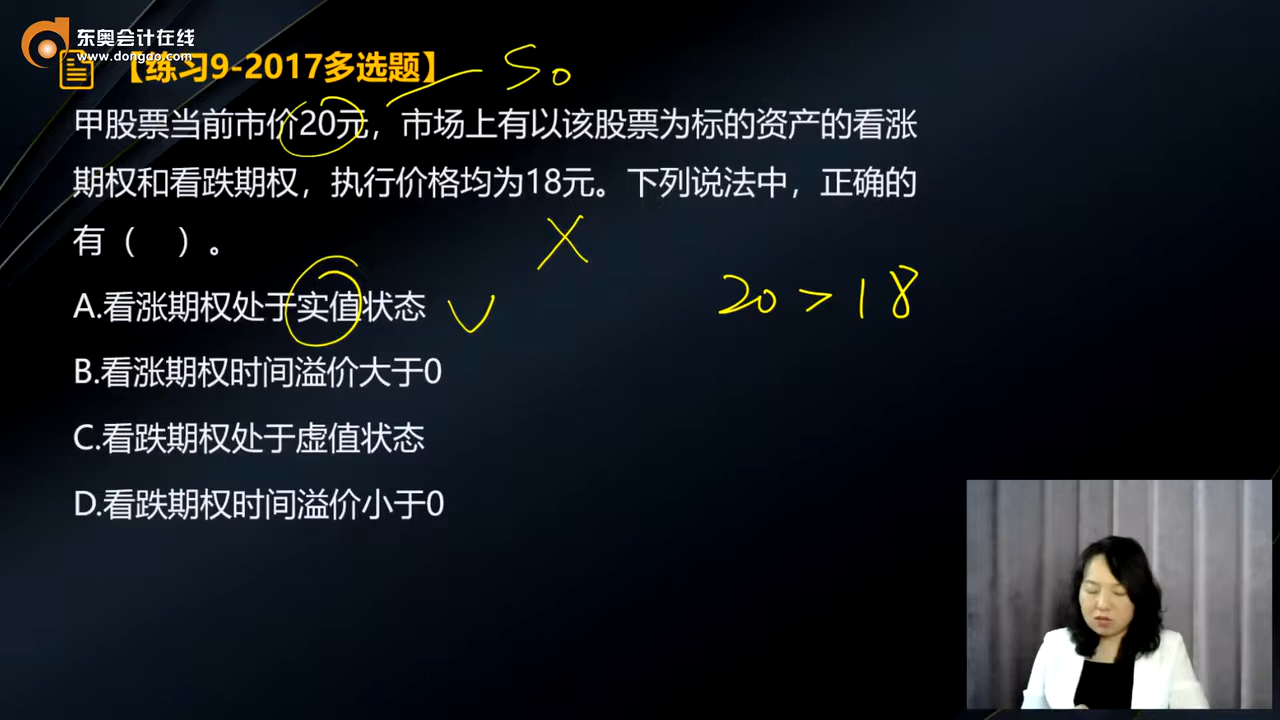 东奥会计在线
www.dongao.com
【练习9-2017多选题】
S₀
甲股票当前市价20元，市场上有以该股票为标的资产的看涨
期权和看跌期权，执行价格均为18元。下列说法中，正确的
有（ ）。
X
20>18
A.看涨期权处于实值状态
B.看涨期权时间溢价大于0
C.看跌期权处于虚值状态
D.看跌期权时间溢价小于0